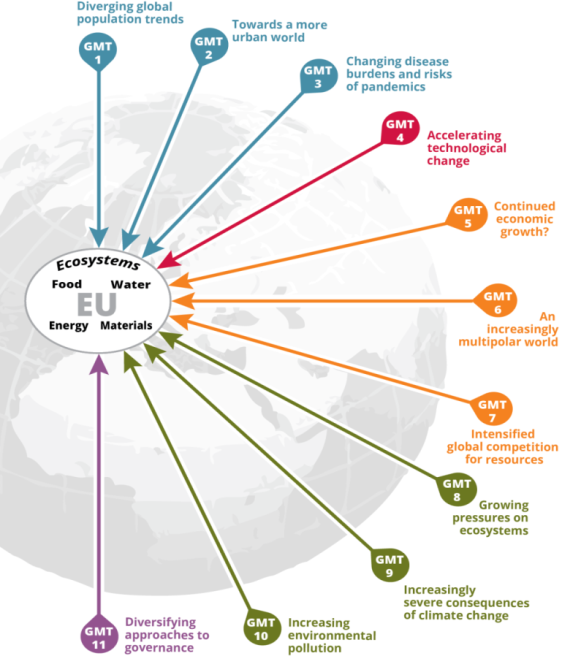 Diverging global
population trends
GMT
1
Towards a more
urban world
GMT
2
Changing disease
burdens and risks
of pandemics
GMT
3
GMT
4
Accelerating
technological
change
GMT
5
Continued
economic
growth?
Ecosystems
Food Water
EU
Energy Materials
GMT
6
An
increasingly
multipolar world
GMT
7
Intensified
global competition
for resources
GMT
8
Growing
pressures on
ecosystems
GMT
9
Increasingly
severe consequences
of climate change
GMT
10
Increasing
environmental
pollution
GMT
11
Diversifying
approaches to
governance